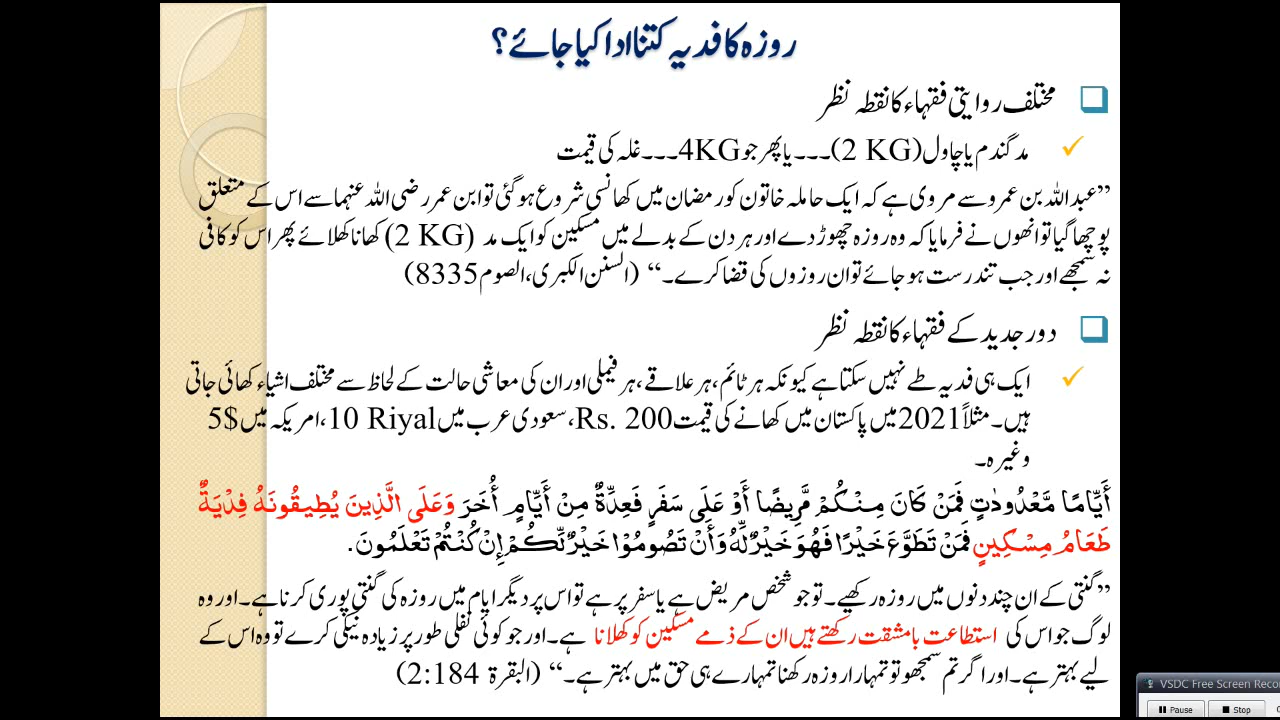 روزہ کا فدیہ کتنا ادا کیا جائے؟
مختلف روایتی فقہاء کا نقطہ نظر
مد گندم یا چاول (2 KG)۔۔۔ یا پھر جو 4KG۔۔۔ غلہ کی قیمت
”عبداللہ بن عمرو سے مروی ہے کہ ایک حاملہ خاتون کو رمضان میں کھانسی شروع ہو گئی تو ابن عمر رضی اللہ عنہما سے اس کے متعلق
پوچھا گیا تو انھوں نے فرمایا کہ وہ روزہ چھوڑ دے اور ہر دن کے بدلے میں مسکین کو ایک مد (2 KG) کھانا کھلائے پھر اس کو کافی
نہ سمجھے اور جب تندرست ہو جائے تو ان روزوں کی قضا کرے۔“ (السنن الکبری، الصوم 8335)
دور جدید کے فقہاء کا نقطہ نظر
ایک ہی فدیہ طے نہیں سکتا ہے کیونکہ ہر ٹائم، ہر علاقے، ہر فیملی اور ان کی معاشی حالت کے لحاظ سے مختلف اشیاء کھائی جاتی
ہیں۔ مثلاً 2021 میں پاکستان میں کھانے کی قیمت Rs. 200، سعودی عرب میں 10 Riyal، امریکہ میں $5
وغیرہ۔
أَيَّامًا مَّعْدُودَٰتٍ فَمَنْ كَانَ مِنْكُمْ مَّرِيضًا أَوْ عَلَى سَفَرٍ فَعِدَّةٌ مِنْ أَيَّامٍ أُخَرَ وَعَلَى الَّذِينَ يُطِيقُونَهُ فِدْيَةٌ
طَعَامُ مِسْكِينٍ فَمَنْ تَطَوَّعَ خَيْرًا فَهُوَ خَيْرٌ لَّهُ وَأَنْ تَصُومُوْا خَيْرٌ لَّكُمْ إِنْ كُنْتُمْ تَعْلَمُونَ.
”گنتی کے ان چند دنوں میں روزہ رکھیے۔ تو جو شخص مریض ہے یا سفر پر ہے تو اس پر دیگر ایام میں روزہ کی گنتی پوری کرنا ہے۔ اور وہ
لوگ جو اس کی استطاعت بامشقت رکھتے ہیں ان کے ذمے مسکین کو کھلانا ہے۔ اور جو کوئی نفلی طور پر زیادہ نیکی کرے تو وہ اس کے
لیے بہتر ہے۔ اور اگر تم سمجھو تو تمہارا روزہ رکھنا تمہارے ہی حق میں بہتر ہے۔“ (البقرة 2:184)
VSDC Free Screen Reco
Pause Stop